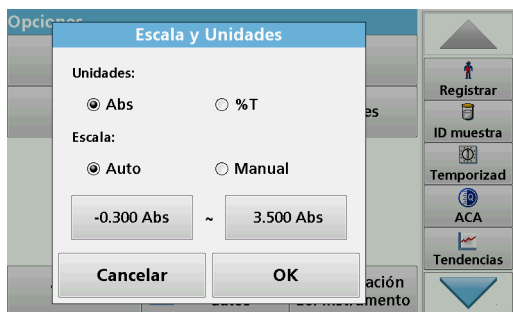 Opciones
Escala y Unidades
Unidades:
Abs
%T
Escala:
Auto
Manual
-0.300 Abs
~
3.500 Abs
Cancelar
OK
Registrar
ID muestra
Temporizad
ACA
Tendencias